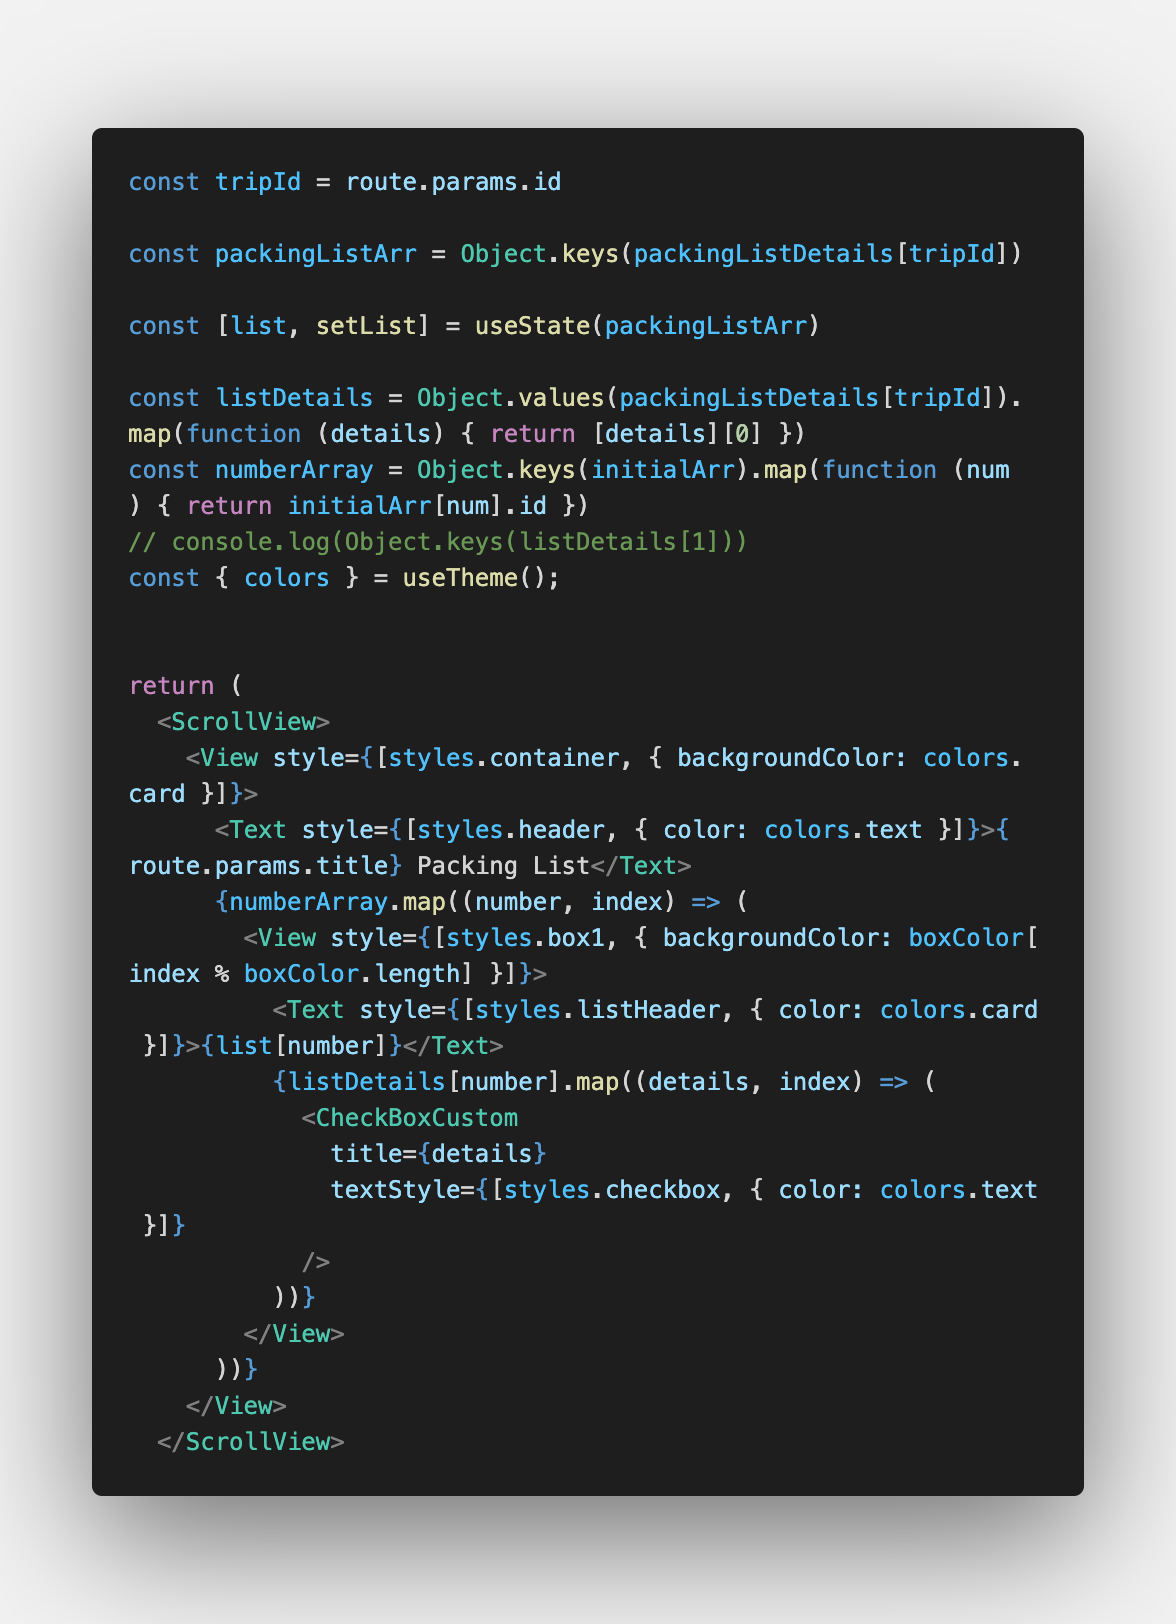 const tripId = route.params.id

const packingListArr = Object.keys(packingListDetails[tripId])

const [list, setList] = useState(packingListArr)

const listDetails = Object.values(packingListDetails[tripId]).
map(function (details) { return [details][0] })
const numberArray = Object.keys(initialArr).map(function (num
) { return initialArr[num].id })
// console.log(Object.keys(listDetails[1]))
const { colors } = useTheme();


return (
  <ScrollView>
    <View style={[styles.container, { backgroundColor: colors.
card }]}>
      <Text style={[styles.header, { color: colors.text }]}>{
route.params.title} Packing List</Text>
      {numberArray.map((number, index) => (
        <View style={[styles.box1, { backgroundColor: boxColor[
index % boxColor.length] }]}>
          <Text style={[styles.listHeader, { color: colors.card
 }]}>{list[number]}</Text>
          {listDetails[number].map((details, index) => (
            <CheckBoxCustom
              title={details}
              textStyle={[styles.checkbox, { color: colors.text
 }]}
            />
          ))}
        </View>
      ))}
    </View>
  </ScrollView>